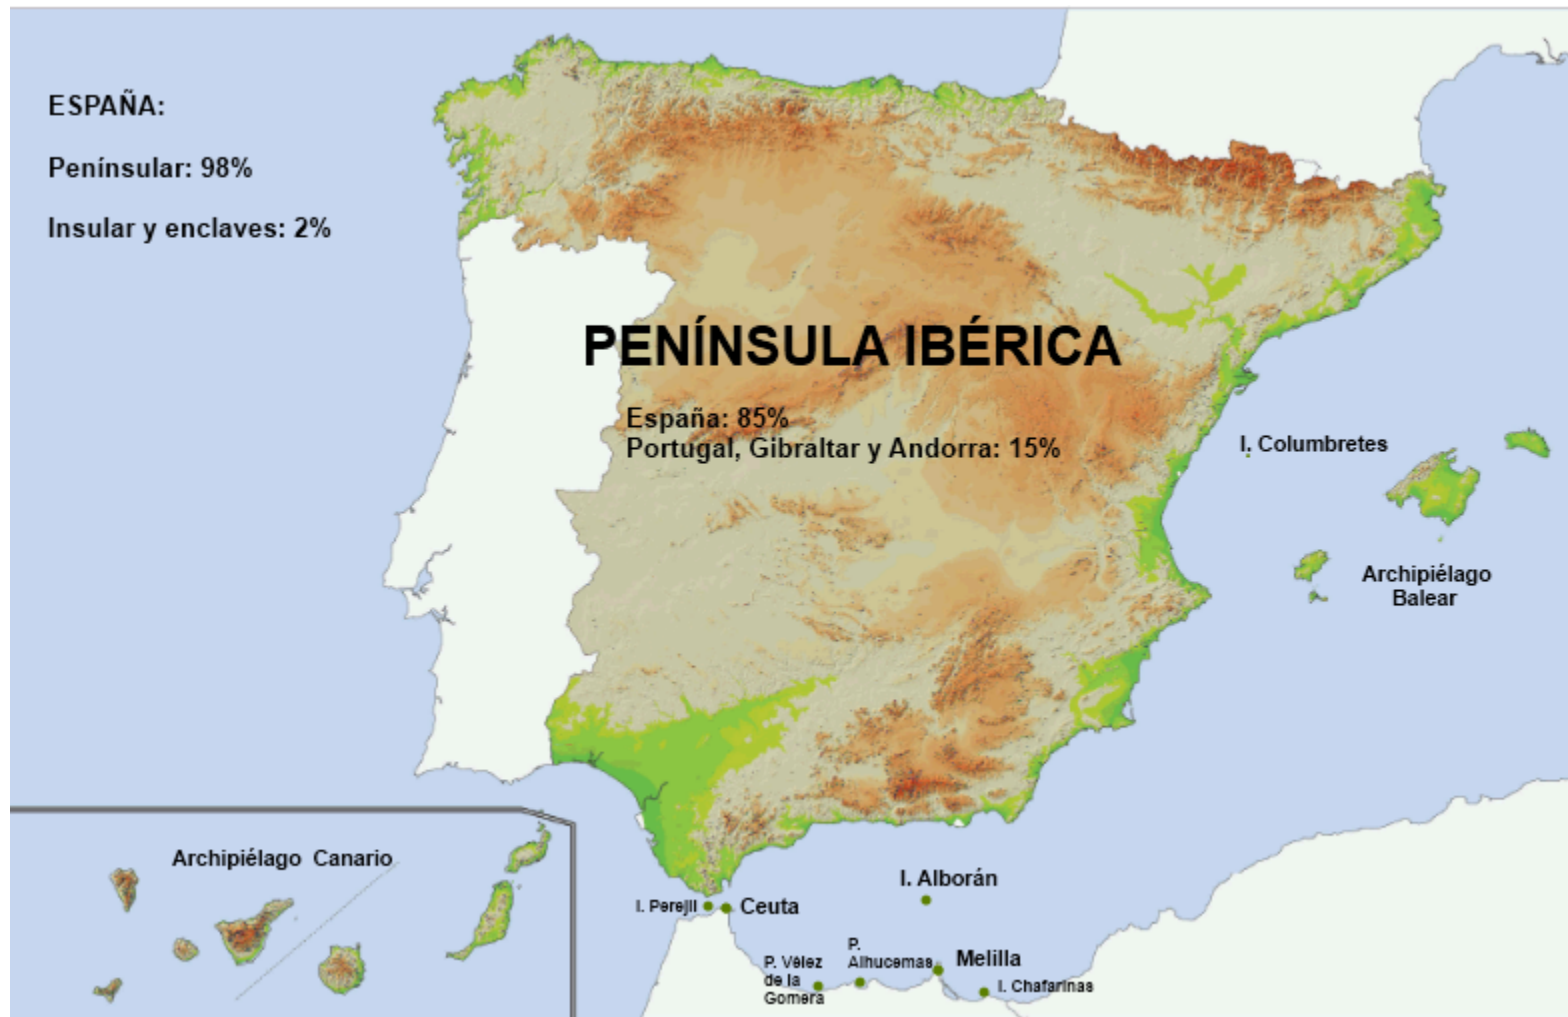 ESPAÑA:
Penínsular: 98%
Insular y enclaves: 2%
PENÍNSULA IBÉRICA
España: 85%
Portugal, Gibraltar y Andorra: 15%
I. Columbretes
Archipiélago
Balear
Archipiélago Canario
I. Alborán
I. Perejil
Ceuta
P. Vélez
de la
Gomera
P.
Alhucemas
Melilla
I. Chafarinas